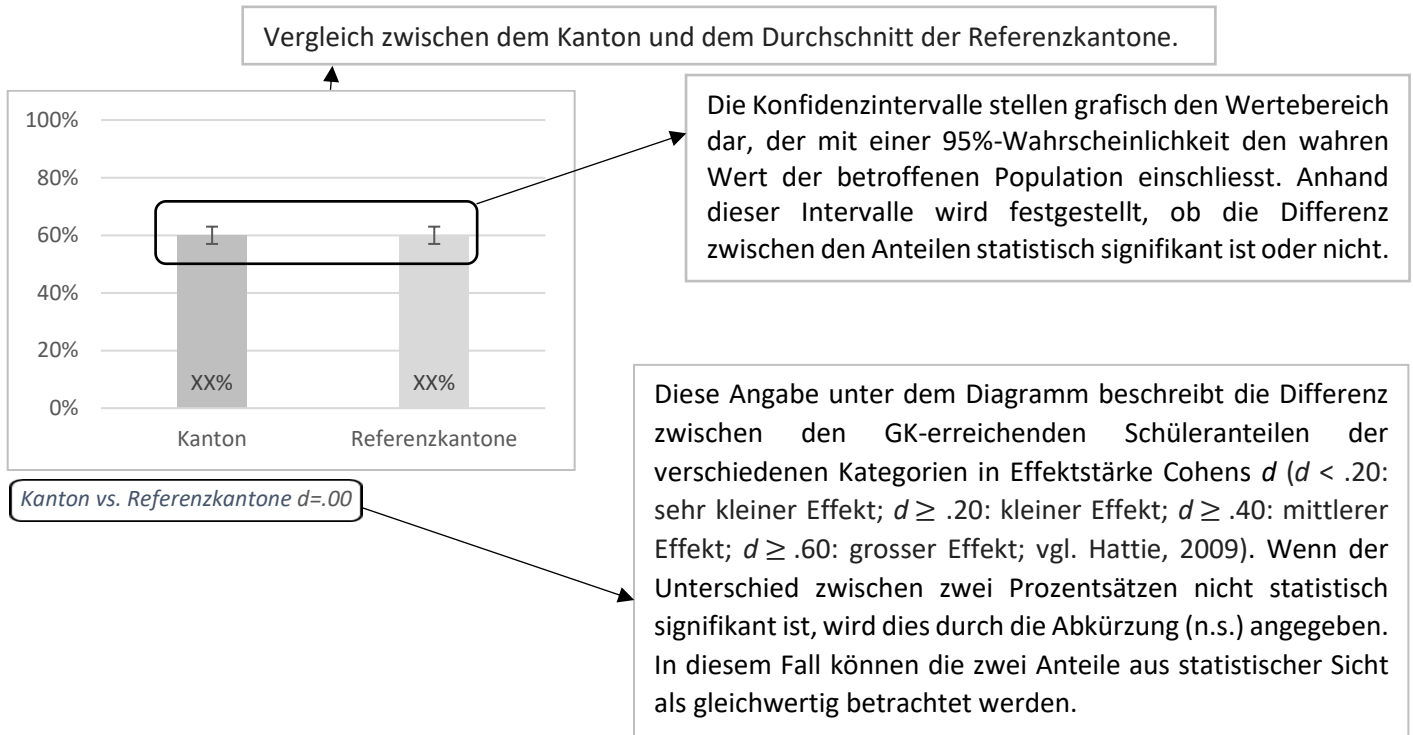 Vergleich zwischen dem Kanton und dem Durchschnitt der Referenzkantone.
Die Konfidenzintervalle stellen grafisch den Wertebereich
dar, der mit einer 95%-Wahrscheinlichkeit den wahren
Wert der betroffenen Population einschliesst. Anhand
dieser Intervalle wird festgestellt, ob die Differenz
zwischen den Anteilen statistisch signifikant ist oder nicht.
100%
80%
60%
40%
20%
0%
XX%
XX%
Kanton
Referenzkantone
Kanton vs. Referenzkantone d=.00
Diese Angabe unter dem Diagramm beschreibt die Differenz
zwischen den GK-erreichenden Schüleranteilen der
verschiedenen Kategorien in Effektstärke Cohens d (d < .20:
sehr kleiner Effekt; d ≥ .20: kleiner Effekt; d ≥ .40: mittlerer
Effekt; d ≥ .60: grosser Effekt; vgl. Hattie, 2009). Wenn der
Unterschied zwischen zwei Prozentsätzen nicht statistisch
signifikant ist, wird dies durch die Abkürzung (n.s.) angegeben.
In diesem Fall können die zwei Anteile aus statistischer Sicht
als gleichwertig betrachtet werden.